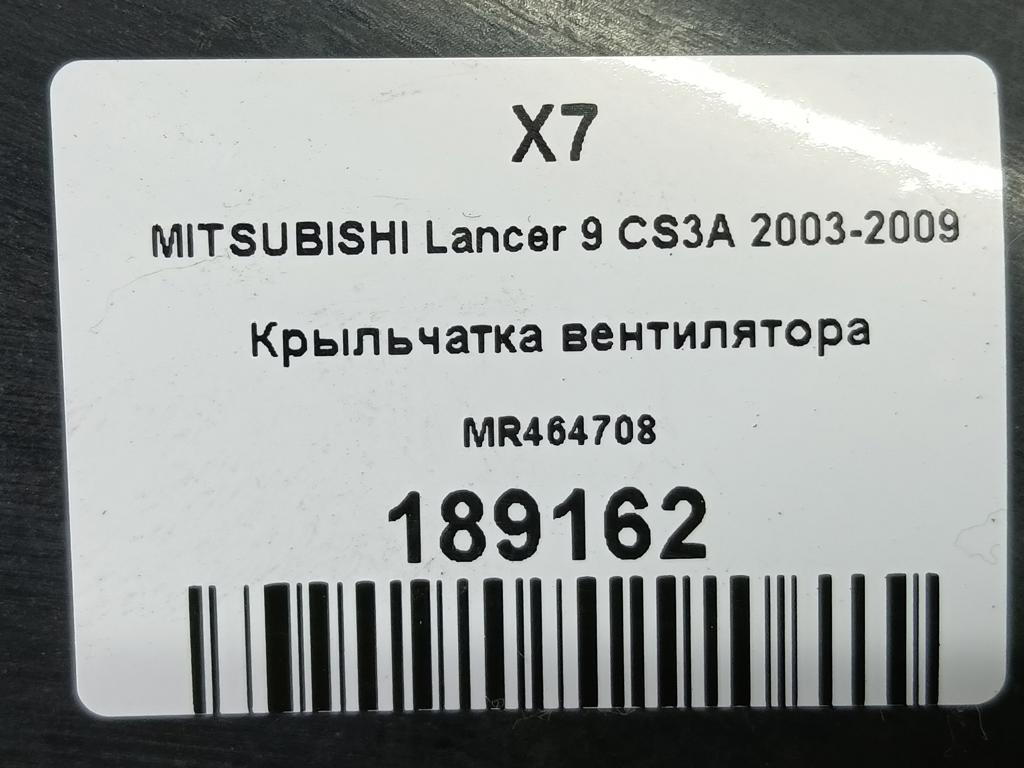 X7
MITSUBISHI Lancer 9 CS3A 2003-2009
Крыльчатка вентилятора
MR464708
189162